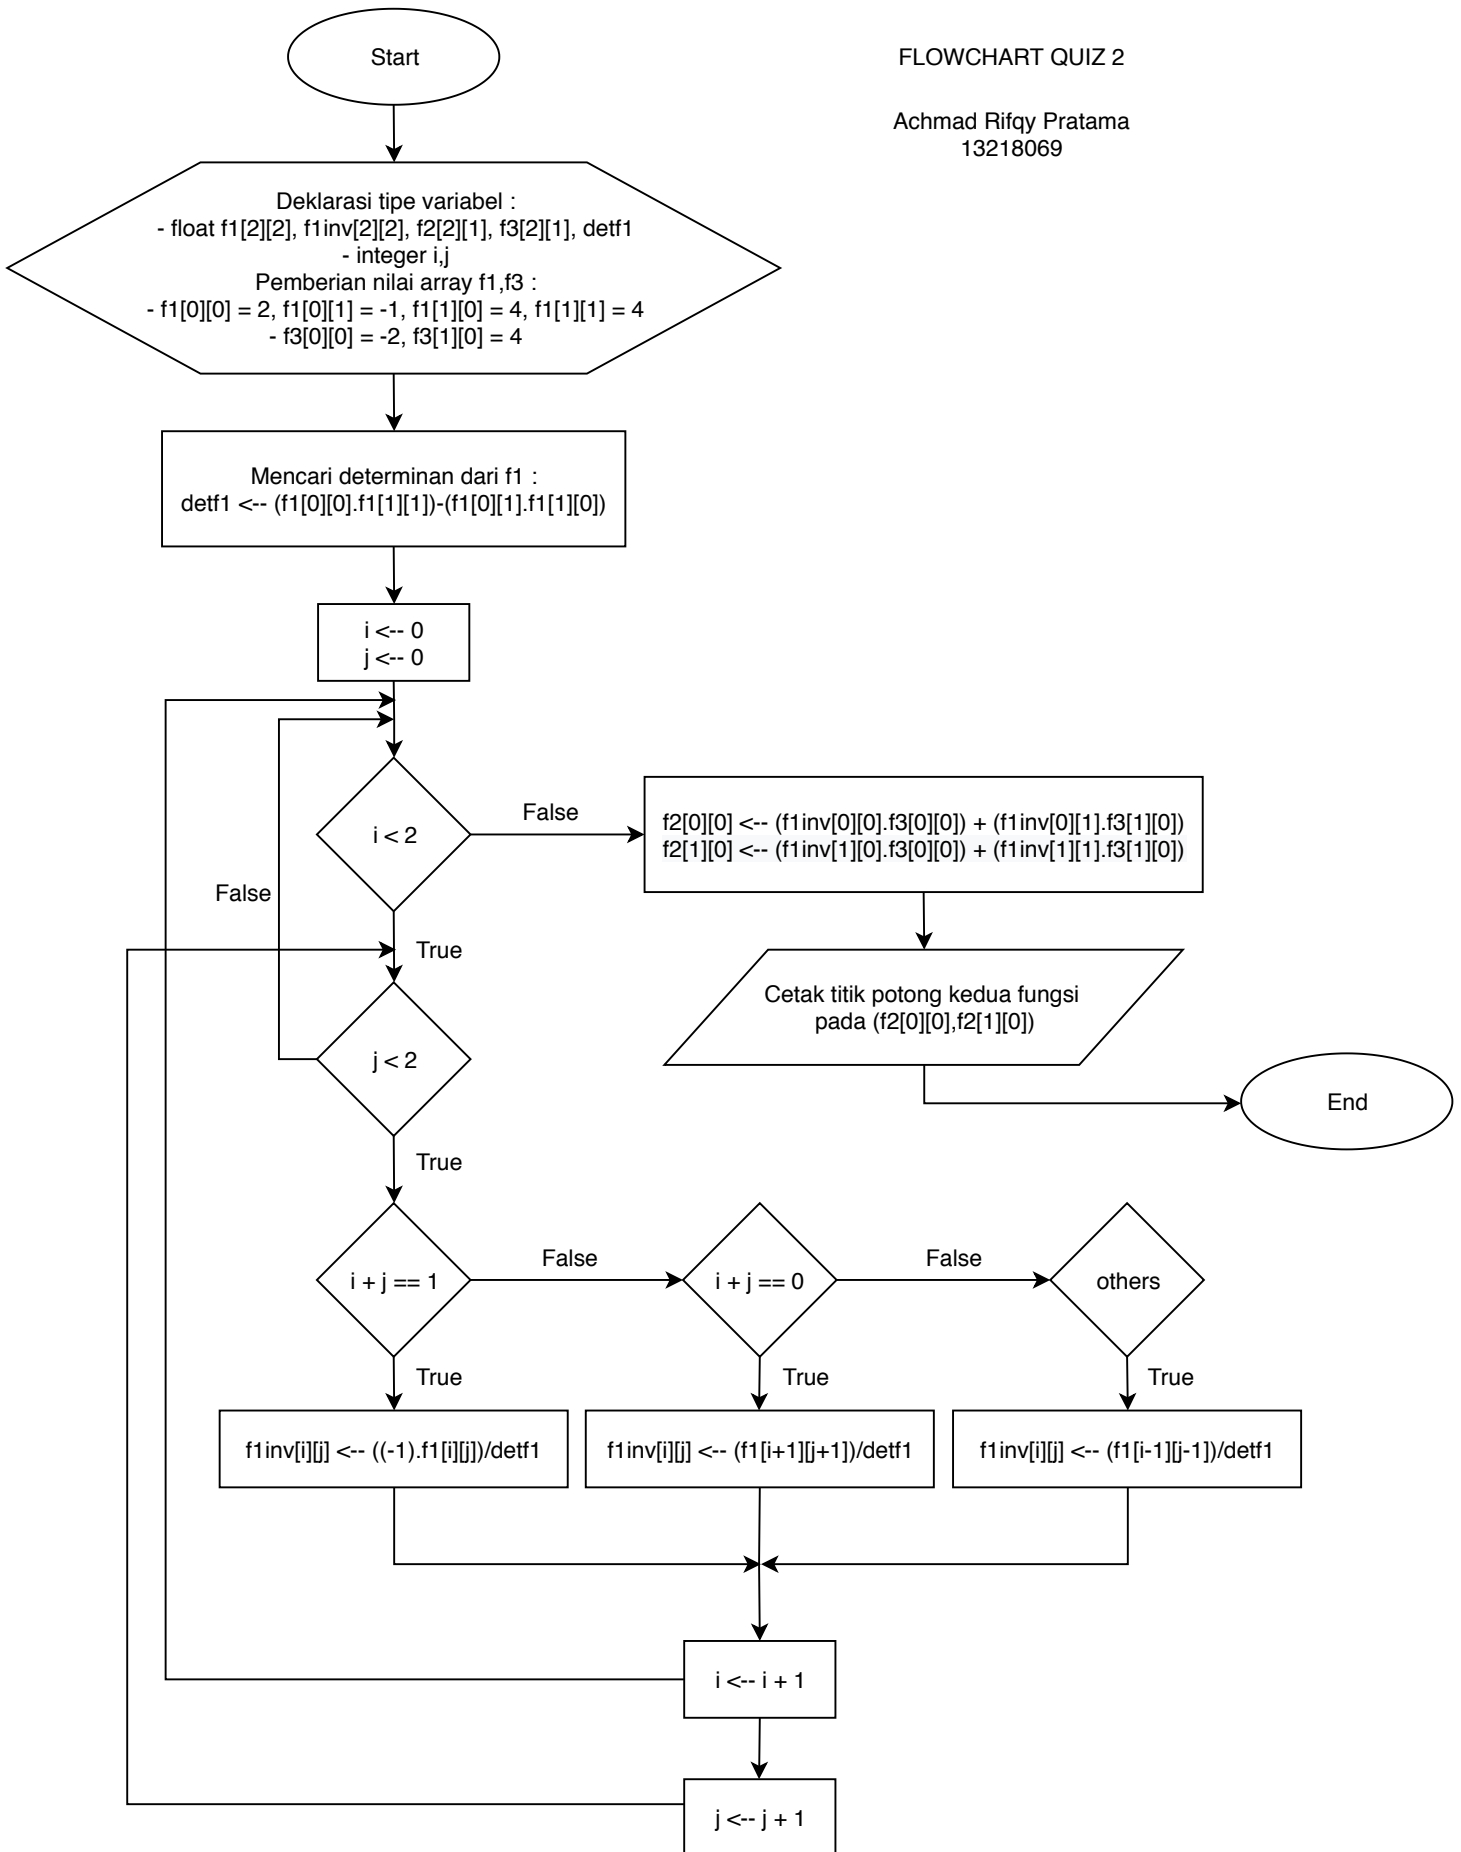 Start
FLOWCHART QUIZ 2
Achmad Rifqy Pratama
13218069
Deklarasi tipe variabel :
- float f1[2][2], f1inv[2][2], f2[2][1], f3[2][1], detf1
- integer i,j
Pemberian nilai array f1,f3 :
- f1[0][0] = 2, f1[0][1] = -1, f1[1][0] = 4, f1[1][1] = 4
- f3[0][0] = -2, f3[1][0] = 4
Mencari determinan dari f1 :
detf1 <-- (f1[0][0].f1[1][1])-(f1[0][1].f1[1][0])
i <-- 0
j <-- 0
i < 2
False
f2[0][0] <-- (f1inv[0][0].f3[0][0]) + (f1inv[0][1].f3[1][0])
f2[1][0] <-- (f1inv[1][0].f3[0][0]) + (f1inv[1][1].f3[1][0])
False
True
Cetak titik potong kedua fungsi
pada (f2[0][0],f2[1][0])
j < 2
End
True
i + j == 1
False
i + j == 0
False
others
True
True
True
f1inv[i][j] <-- ((-1).f1[i][j])/detf1
f1inv[i][j] <-- (f1[i+1][j+1])/detf1
f1inv[i][j] <-- (f1[i-1][j-1])/detf1
i <-- i + 1
j <-- j + 1